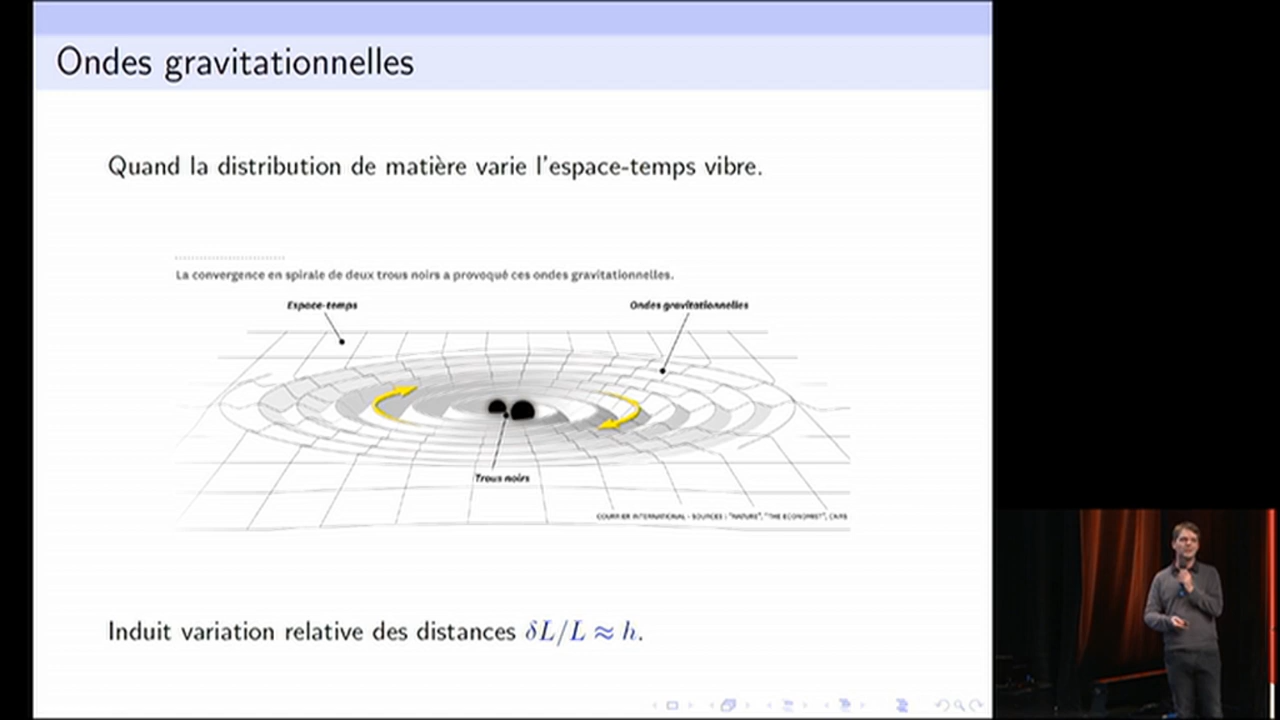 Ondes gravitationnelles
Quand la distribution de matière varie l'espace-temps vibre.
La convergence en spirale de deux trous noirs a provoqué ces ondes gravitationnelles.
Espace-temps
Ondes gravitationnelles
Trous noirs
COURRIER INTERNATIONAL - SOURCES : "NATURE", "THE ECONOMIST", CNRS
Induit variation relative des distances δL/L ≈ h.